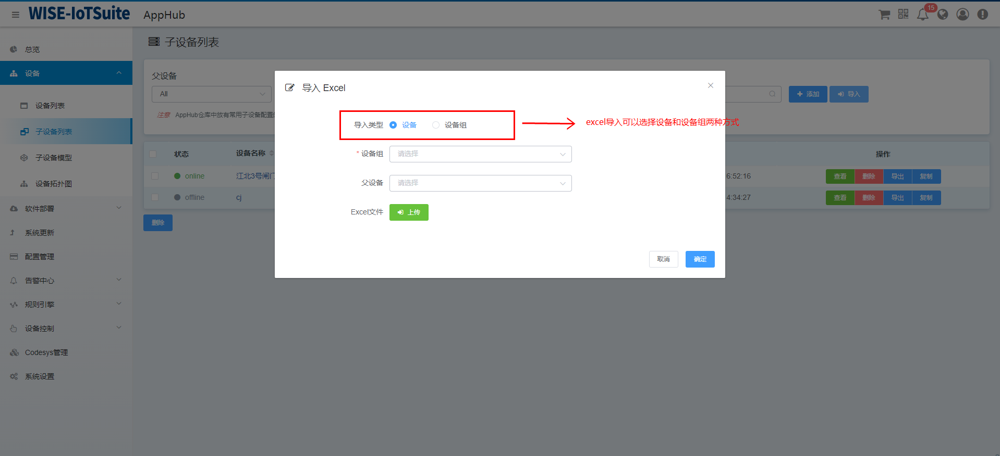 WISE-IoTSuite AppHub 15
总览
设备
设备列表
子设备列表
子设备模型
设备拓扑图
软件部署
系统更新
配置管理
告警中心
规则引擎
设备控制
Codesys管理
系统设置
子设备列表
父设备
All
添加 导入
注意 AppHub仓库中放有常用子设备配置
状态 设备名称 操作
online 江北3号闸门 6:52:16 查看 删除 导出 复制
offline cj 4:34:27 查看 删除 导出 复制
删除
导入 Excel
导入类型 设备 设备组
excel导入可以选择设备和设备组两种方式
* 设备组 请选择
父设备 请选择
Excel文件 上传
取消 确定